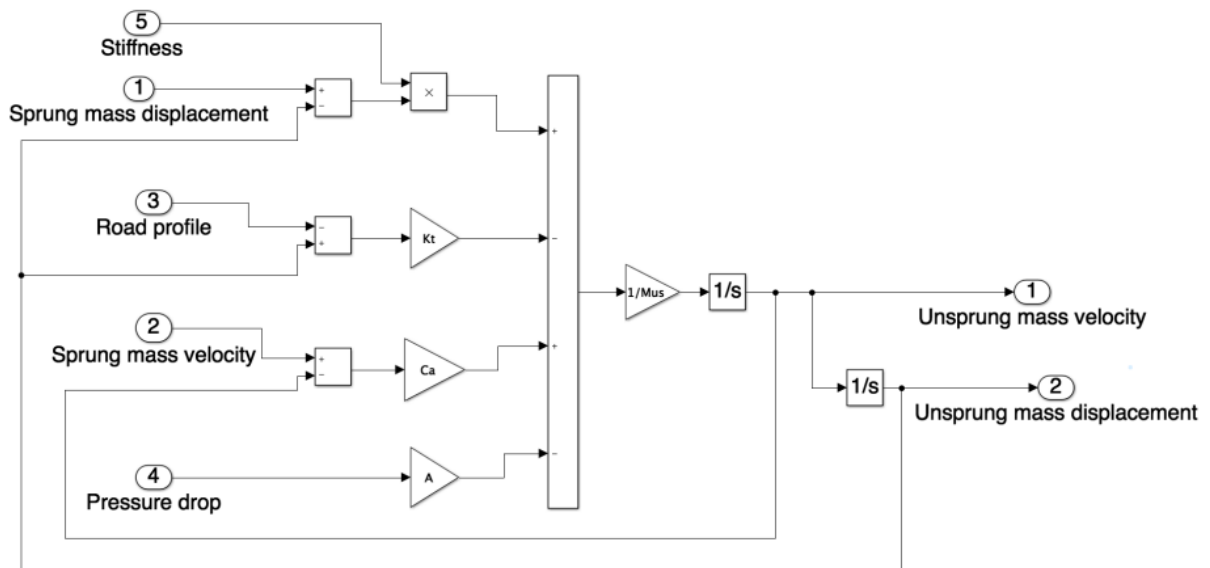 5
Stiffness
1
Sprung mass displacement
+
−
×
+
3
Road profile
−
+
Kt
−
1/Mus
1/s
1
Unsprung mass velocity
2
Sprung mass velocity
+
−
Ca
+
1/s
2
Unsprung mass displacement
4
Pressure drop
A
−